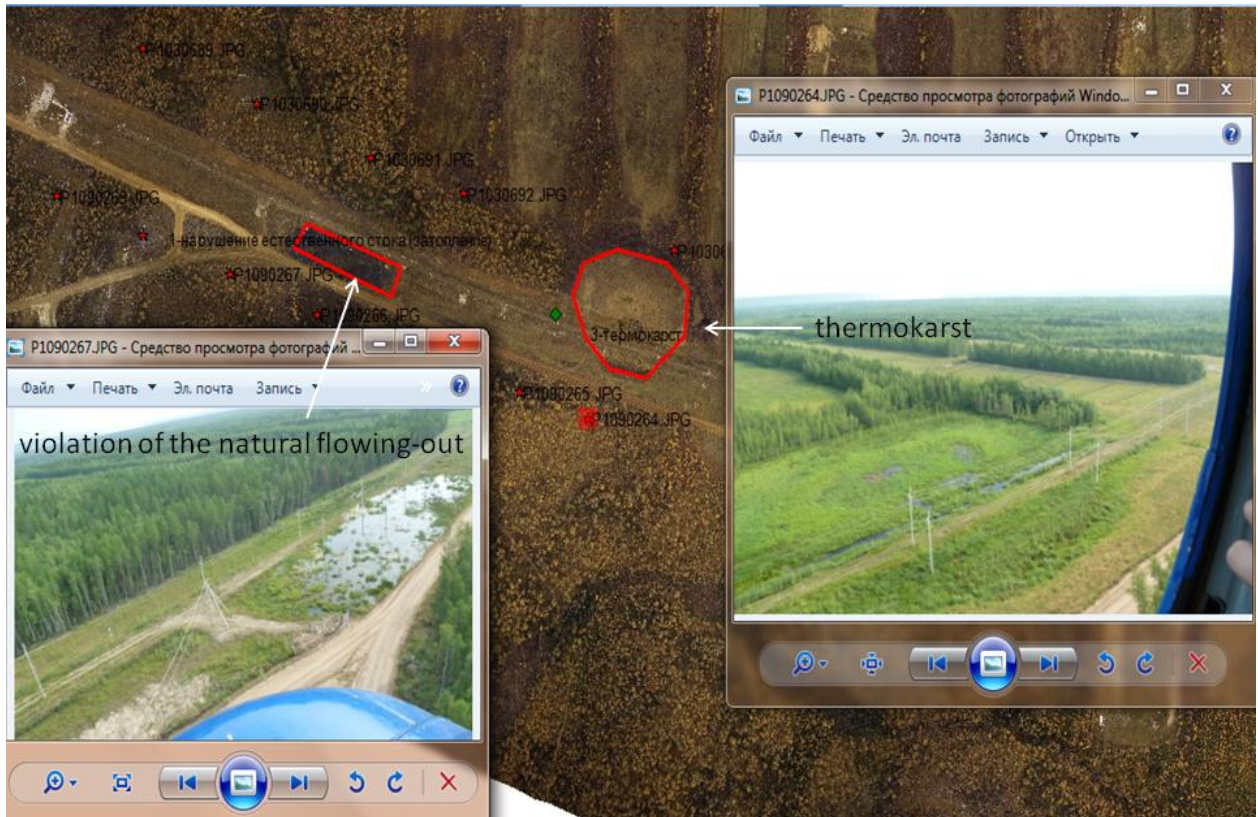 P1030689.JPG
P1030690.JPG
P1030691.JPG
P1030692.JPG
P1090269.JPG
1-нарушение естественного стока (затопление)
P1090267.JPG
P1090266.JPG
3-термокарст
P1090265.JPG
P1090264.JPG
P1090264.JPG - Средство просмотра фотографий Windo...
Файл Печать Эл. почта Запись Открыть
thermokarst
P1090267.JPG - Средство просмотра фотографий ...
Файл Печать Эл. почта Запись
violation of the natural flowing-out